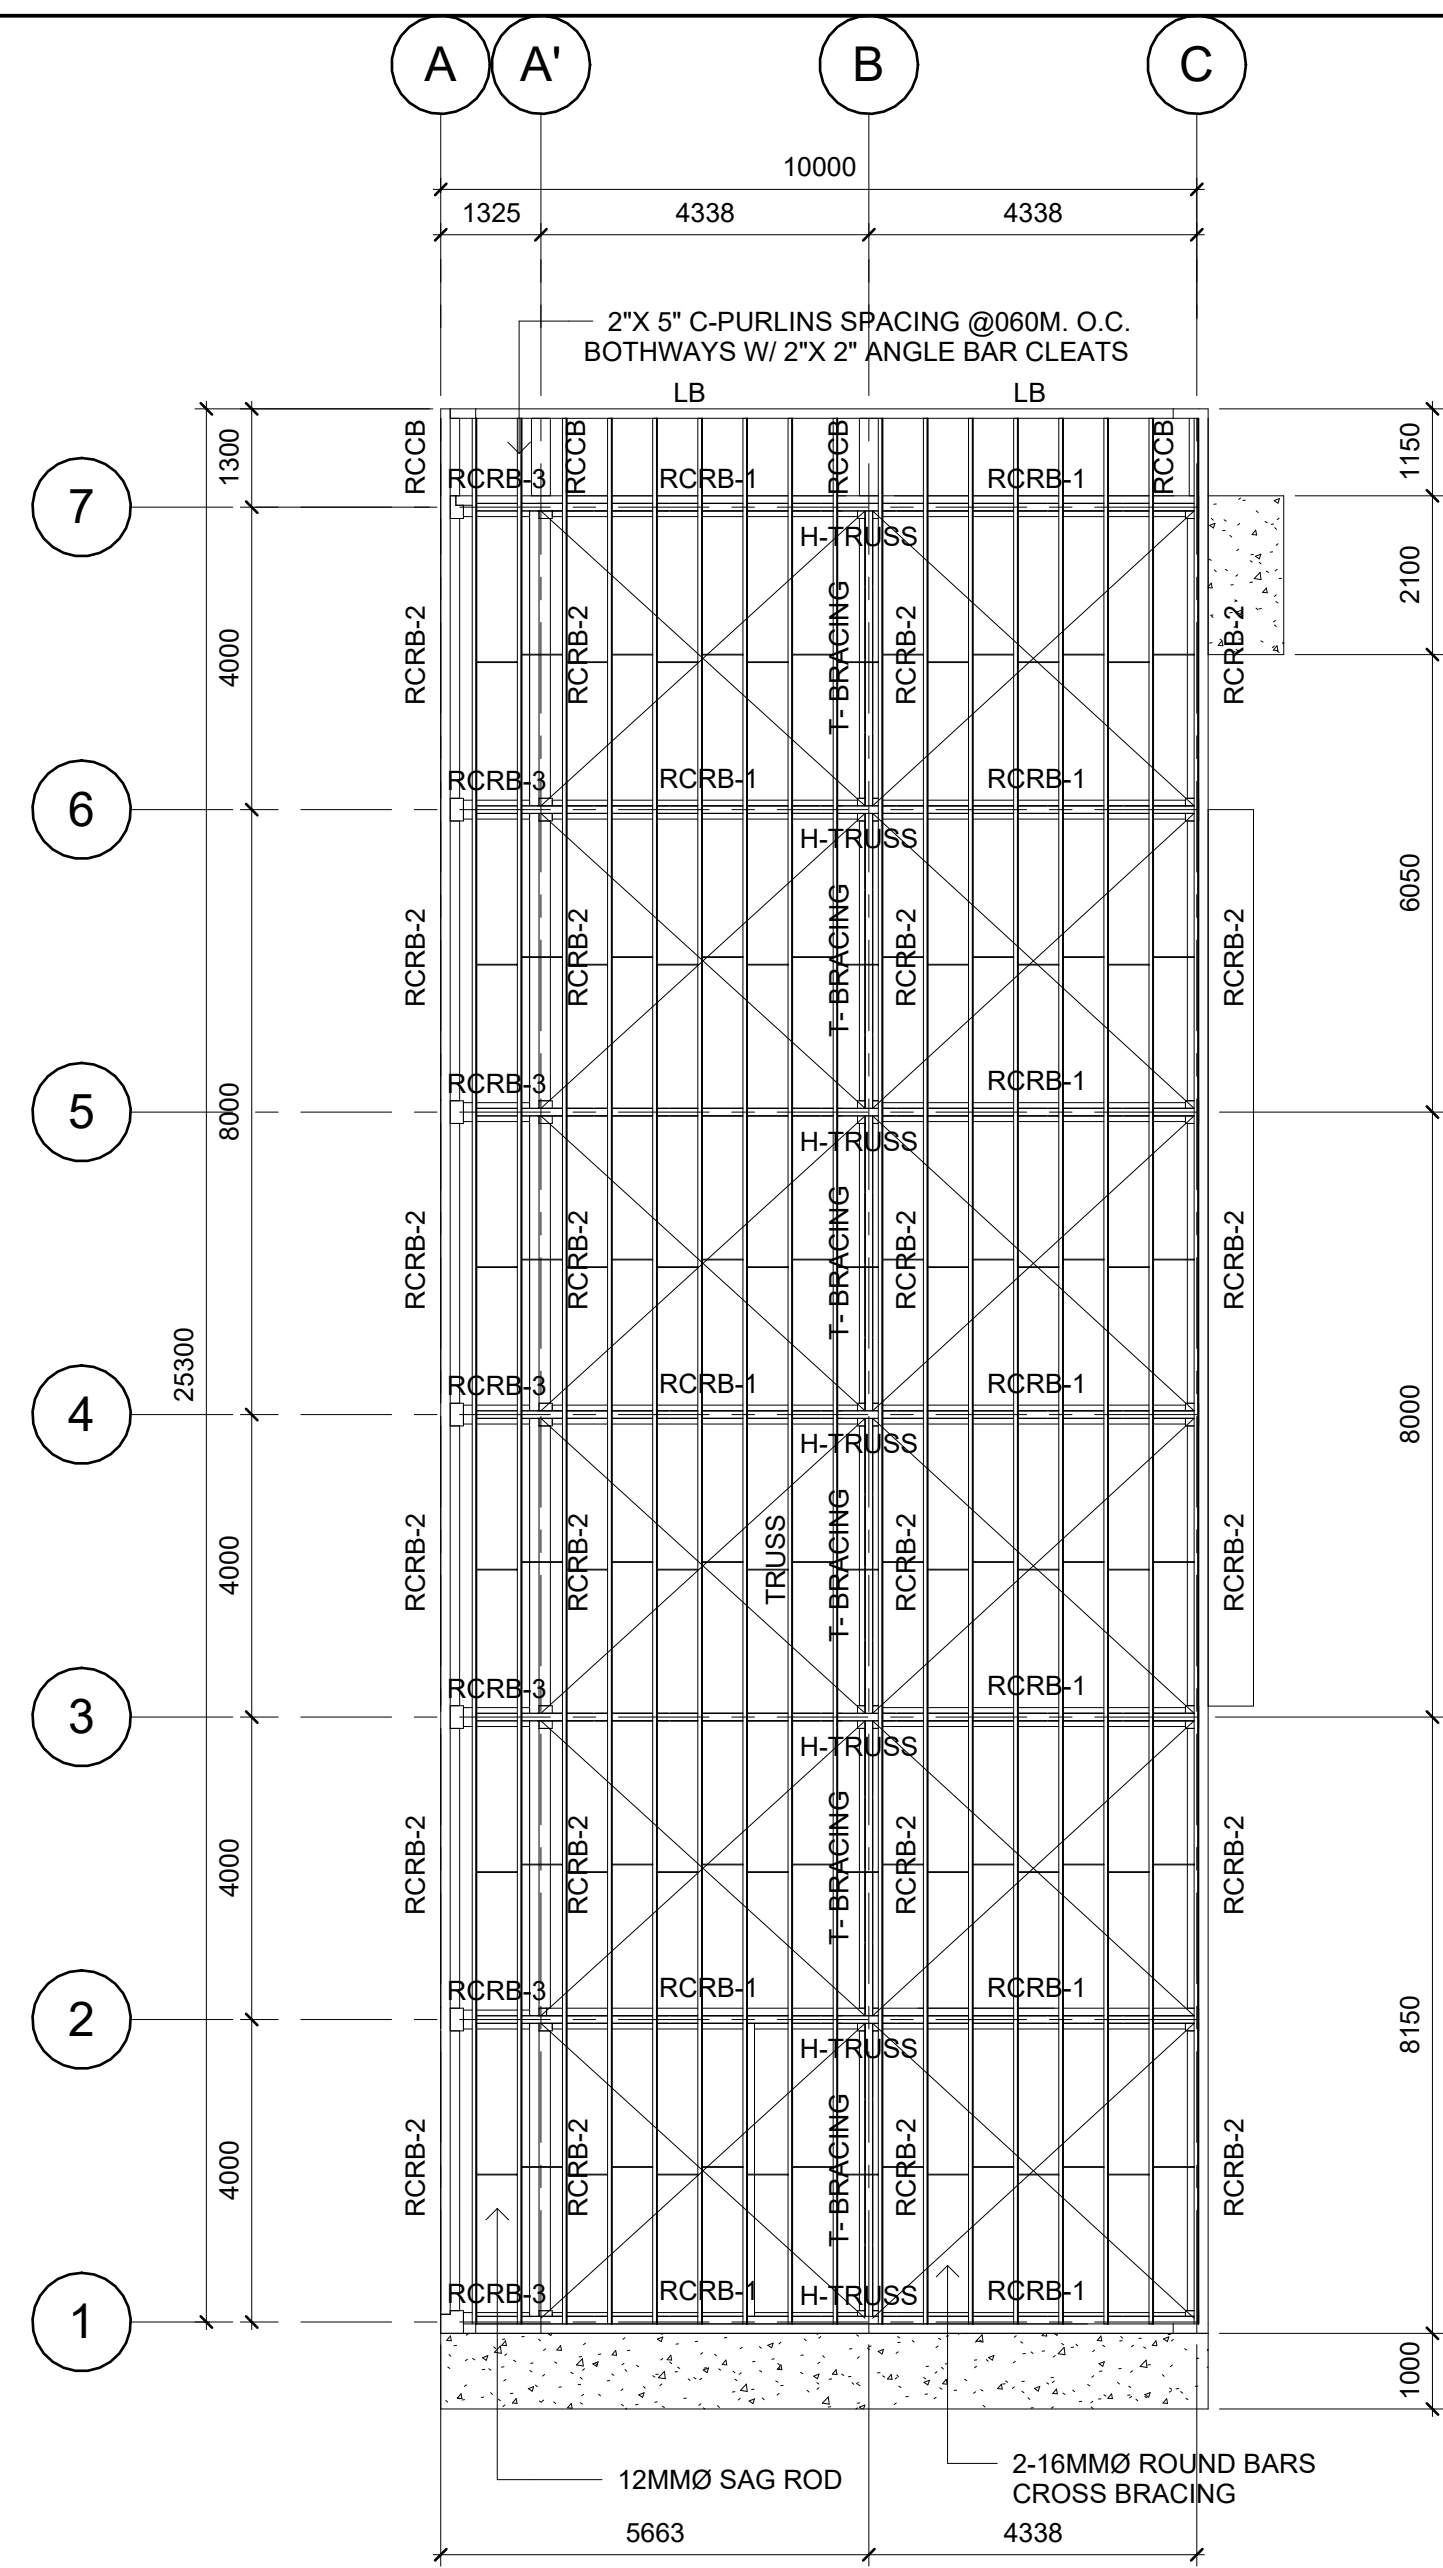 A A' B C
10000
1325 4338 4338
2"X 5" C-PURLINS SPACING @060M. O.C.
BOTHWAYS W/ 2"X 2" ANGLE BAR CLEATS
LB LB
1300 RCCB RCCB RCCB RCCB 1150
RCRB-3 RCRB-1 RCRB-1
7
H-TRUSS
2100
4000 RCRB-2 RCRB-2 T- BRACING RCRB-2 RCRB-2
RCRB-3 RCRB-1 RCRB-1
6
H-TRUSS
6050
RCRB-2 RCRB-2 T- BRACING RCRB-2 RCRB-2
RCRB-3 RCRB-1
5 8000
H-TRUSS
RCRB-2 RCRB-2 T- BRACING RCRB-2 RCRB-2
25300
RCRB-3 RCRB-1 RCRB-1
4 8000
H-TRUSS
4000 RCRB-2 RCRB-2 TRUSS T- BRACING RCRB-2 RCRB-2
RCRB-3 RCRB-1
3
H-TRUSS
4000 RCRB-2 RCRB-2 T- BRACING RCRB-2 RCRB-2
RCRB-3 RCRB-1 RCRB-1
2 8150
H-TRUSS
4000 RCRB-2 RCRB-2 T- BRACING RCRB-2 RCRB-2
RCRB-3 RCRB-1 H-TRUSS RCRB-1
1
1000
12MMØ SAG ROD
2-16MMØ ROUND BARS
CROSS BRACING
5663 4338